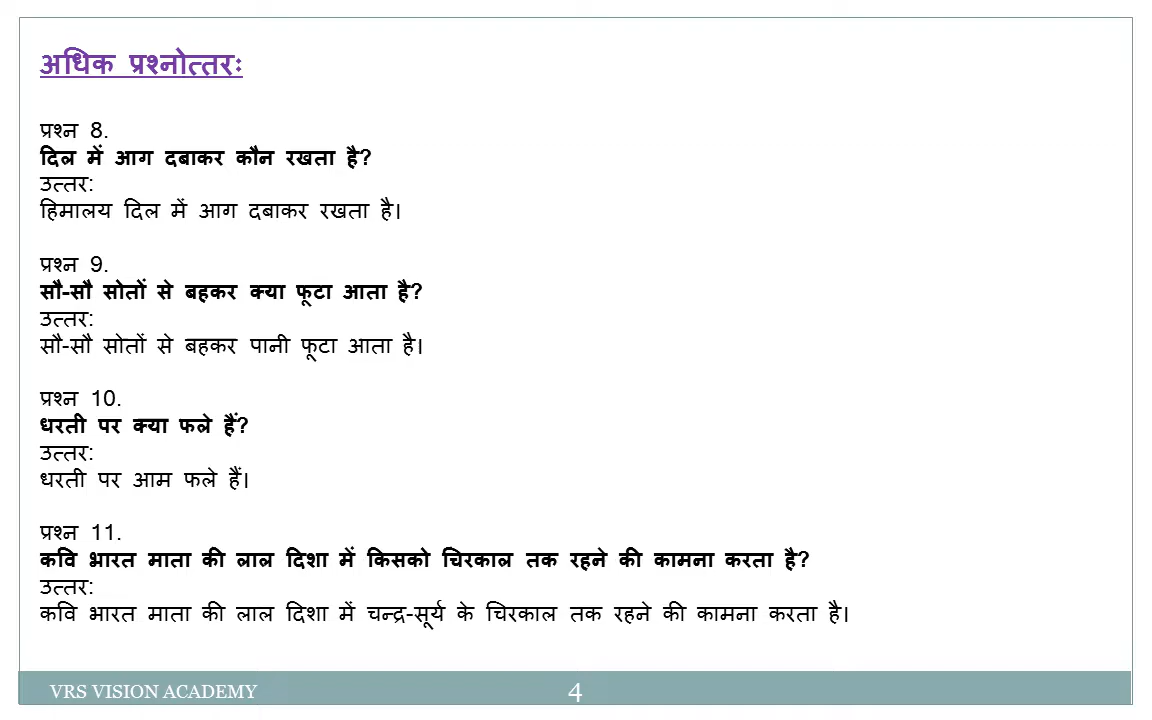 अधिक प्रश्नोत्तरः
प्रश्न 8.
दिल में आग दबाकर कौन रखता है?
उत्तर:
हिमालय दिल में आग दबाकर रखता है।
प्रश्न 9.
सौ-सौ सोतों से बहकर क्या फूटा आता है?
उत्तर:
सौ-सौ सोतों से बहकर पानी फूटा आता है।
प्रश्न 10.
धरती पर क्या फले हैं?
उत्तर:
धरती पर आम फले हैं।
प्रश्न 11.
कवि भारत माता की लाल दिशा में किसको चिरकाल तक रहने की कामना करता है?
उत्तर:
कवि भारत माता की लाल दिशा में चन्द्र-सूर्य के चिरकाल तक रहने की कामना करता है।
VRS VISION ACADEMY
4